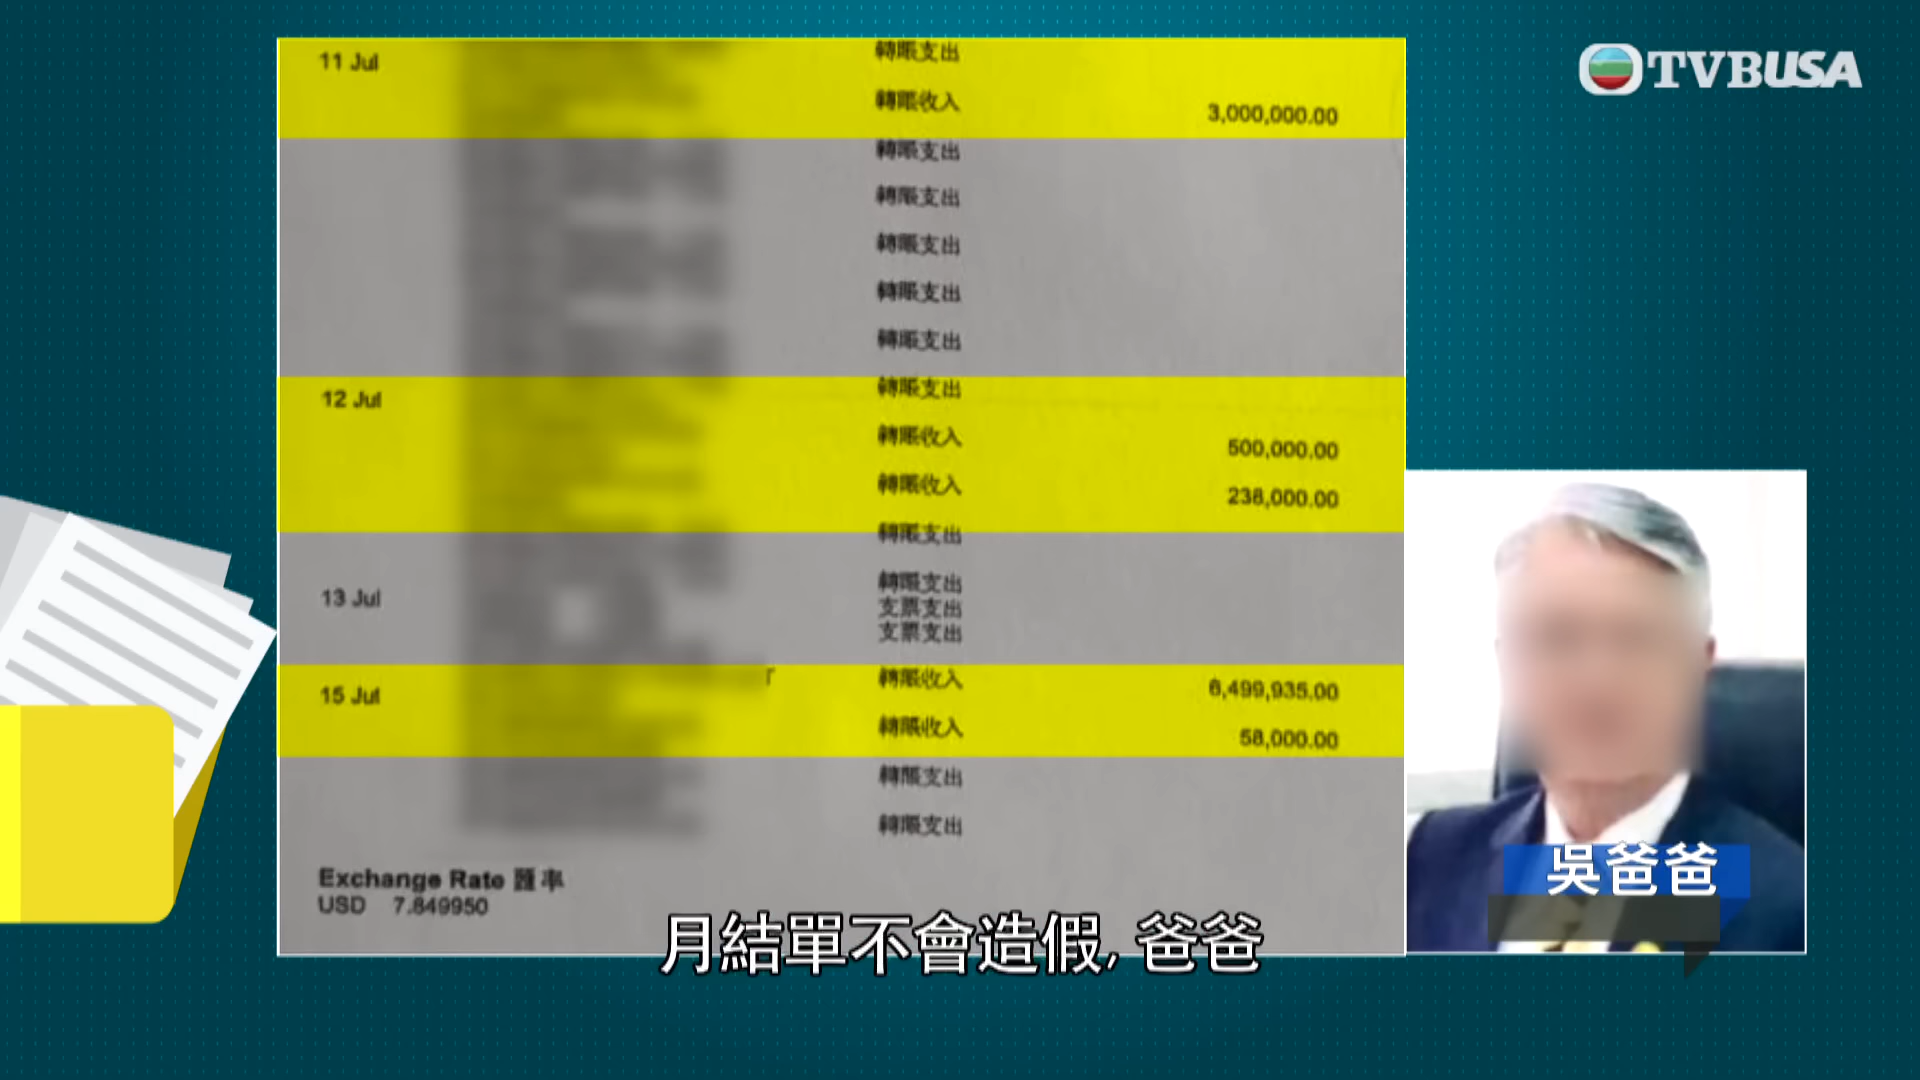 TVBUSA
11 Jul 轉賬支出
轉賬收入 3,000,000.00
轉賬支出
轉賬支出
轉賬支出
轉賬支出
轉賬支出
12 Jul 轉賬支出
轉賬收入 500,000.00
轉賬收入 238,000.00
轉賬支出
轉賬支出
13 Jul
支票支出
支票支出
15 Jul 轉賬收入 6,499,935.00
轉賬收入 58,000.00
轉賬支出
轉賬支出
Exchange Rate 匯率
USD 7.849950
吳爸爸
月結單不會造假, 爸爸